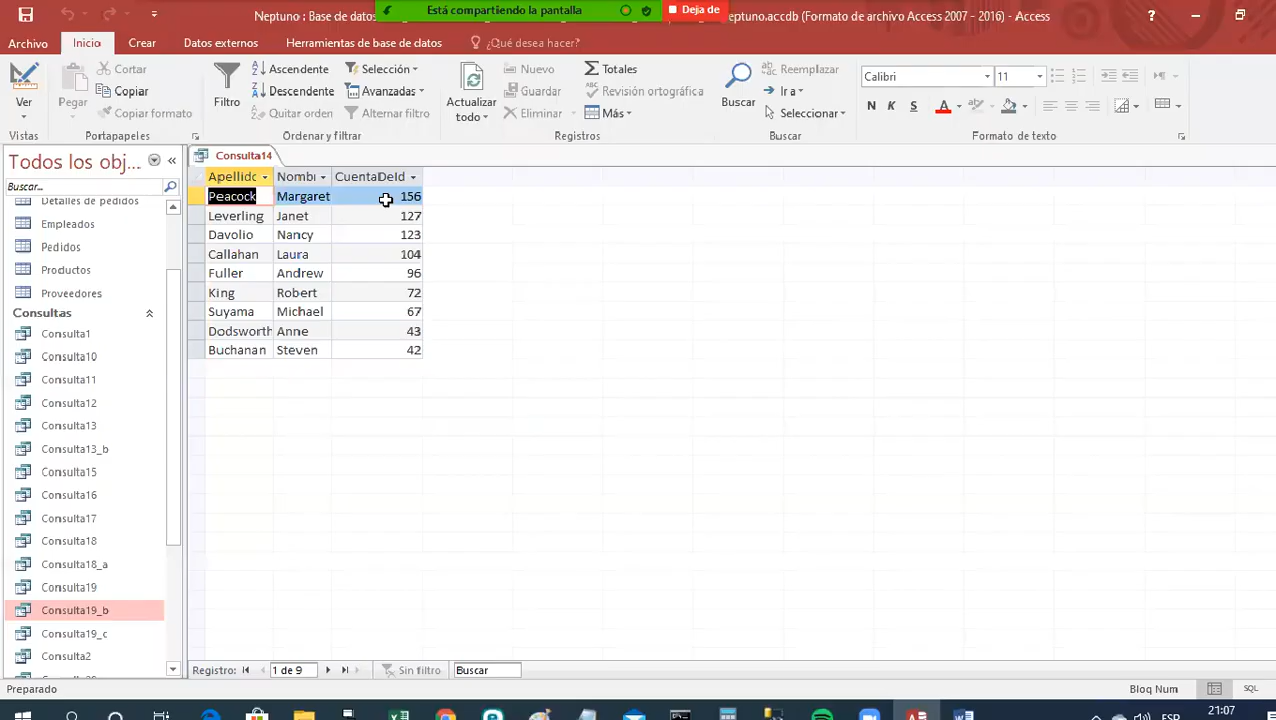 Está compartiendo la pantalla
Deja de
Neptuno : Base de datos
eptuno.accdb (Formato de archivo Access 2007 - 2016) - Access
?
Archivo
Inicio
Crear
Datos externos
Herramientas de base de datos
¿Qué desea hacer?
Ver
Pegar
Cortar
Copiar
Copiar formato
Filtro
Ascendente
Descendente
Quitar orden
Selección
Avanzadas
Actualizar
todo
Nuevo
Guardar
Eliminar
Totales
Revisión ortográfica
Más
Buscar
Reemplazar
Ir a
Seleccionar
Calibri
11
N K S
A
Vistas
Portapapeles
Ordenar y filtrar
Registros
Buscar
Formato de texto
Todos los obj...
Buscar...
Detalles de pedidos
Empleados
Pedidos
Productos
Proveedores
Consultas
Consulta1
Consulta10
Consulta11
Consulta12
Consulta13
Consulta13_b
Consulta15
Consulta16
Consulta17
Consulta18
Consulta18_a
Consulta19
Consulta19_b
Consulta19_c
Consulta2
Consulta14
Apellido Nombr CuentaDeId
Peacock Margaret 156
Leverling Janet 127
Davolio Nancy 123
Callahan Laura 104
Fuller Andrew 96
King Robert 72
Suyama Michael 67
Dodsworth Anne 43
Buchanan Steven 42
Registro: 1 de 9
Sin filtro
Buscar
Preparado
Bloq Num
SQL
ESP
21:07